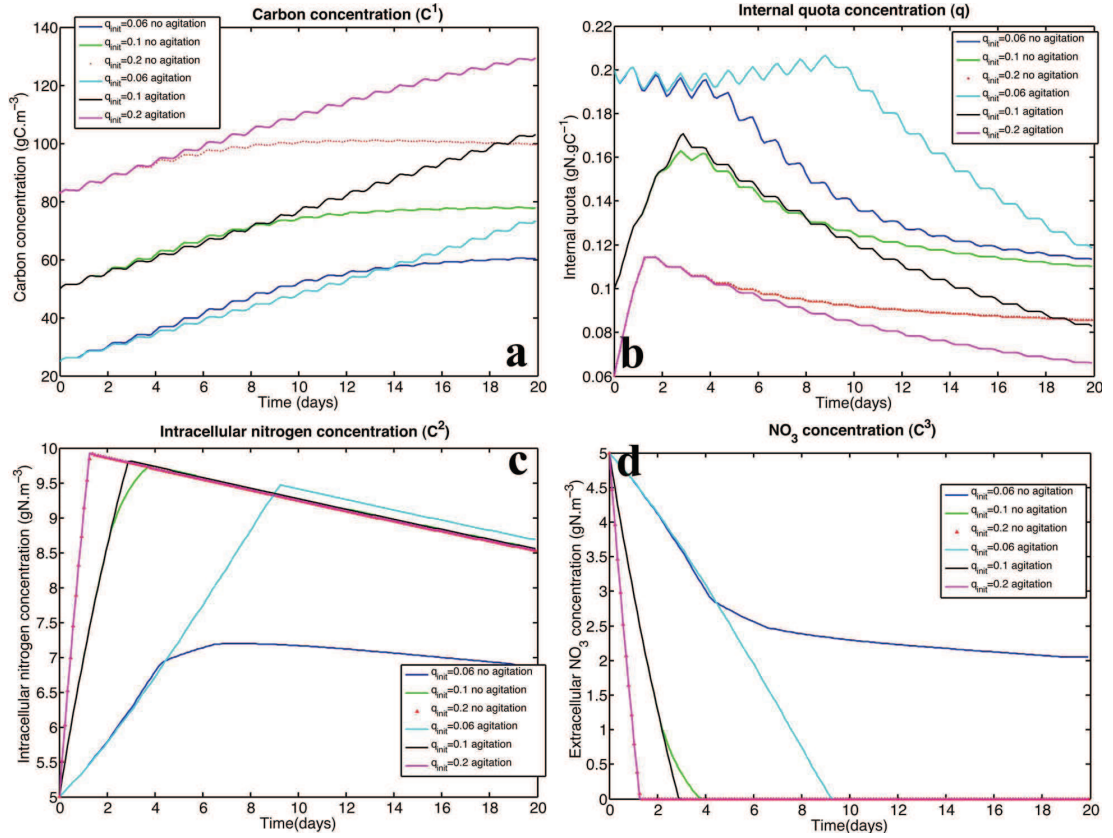 Carbon concentration (C¹)
q_init=0.06 no agitation
q_init=0.1 no agitation
q_init=0.2 no agitation
q_init=0.06 agitation
q_init=0.1 agitation
q_init=0.2 agitation
Carbon concentration (gC.m⁻³)
140
120
100
80
60
40
20
0 2 4 6 8 10 12 14 16 18 20
Time (days)
a
Internal quota concentration (q)
q_init=0.06 no agitation
q_init=0.1 no agitation
q_init=0.2 no agitation
q_init=0.06 agitation
q_init=0.1 agitation
q_init=0.2 agitation
Internal quota (gN.gC⁻¹)
0.22
0.2
0.18
0.16
0.14
0.12
0.1
0.08
0.06
0 2 4 6 8 10 12 14 16 18 20
Time(days)
b
Intracellular nitrogen concentration (C²)
Intracellular nitrogen concentration (gN.m⁻³)
10
9.5
9
8.5
8
7.5
7
6.5
6
5.5
5
q_init=0.06 no agitation
q_init=0.1 no agitation
q_init=0.2 no agitation
q_init=0.06 agitation
q_init=0.1 agitation
q_init=0.2 agitation
0 2 4 6 8 10 12 14 16 18 20
Time(days)
c
NO₃ concentration (C³)
d
Extracellular NO₃ concentration (gN.m⁻³)
5
4.5
4
3.5
3
2.5
2
1.5
1
0.5
0
q_init=0.06 no agitation
q_init=0.1 no agitation
q_init=0.2 no agitation
q_init=0.06 agitation
q_init=0.1 agitation
q_init=0.2 agitation
0 2 4 6 8 10 12 14 16 18 20
Time(days)